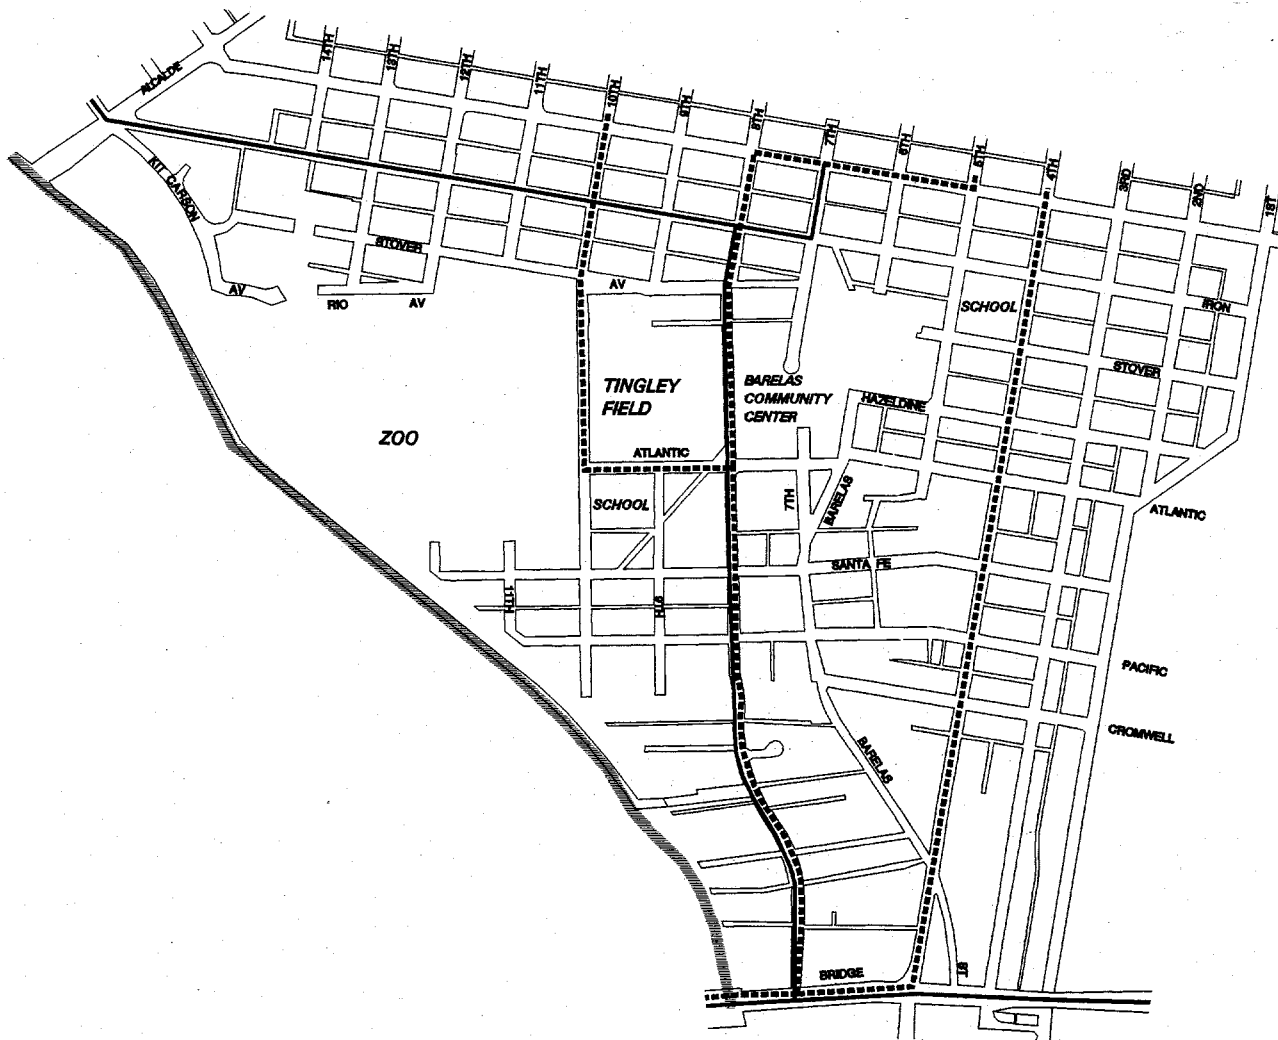 14TH
13TH
12TH
11TH
10TH
9TH
8TH
7TH
6TH
5TH
4TH
3RD
2ND
1ST
ALCALDE
KIT CARSON
AV
STOVER
RIO
AV
AV
IRON
SCHOOL
STOVER
TINGLEY
FIELD
BARELAS
COMMUNITY
CENTER
HAZELDINE
ZOO
ATLANTIC
SCHOOL
7TH
BARELAS
ATLANTIC
SANTA FE
11TH
9TH
PACIFIC
CROMWELL
BARELAS
BRIDGE
ST